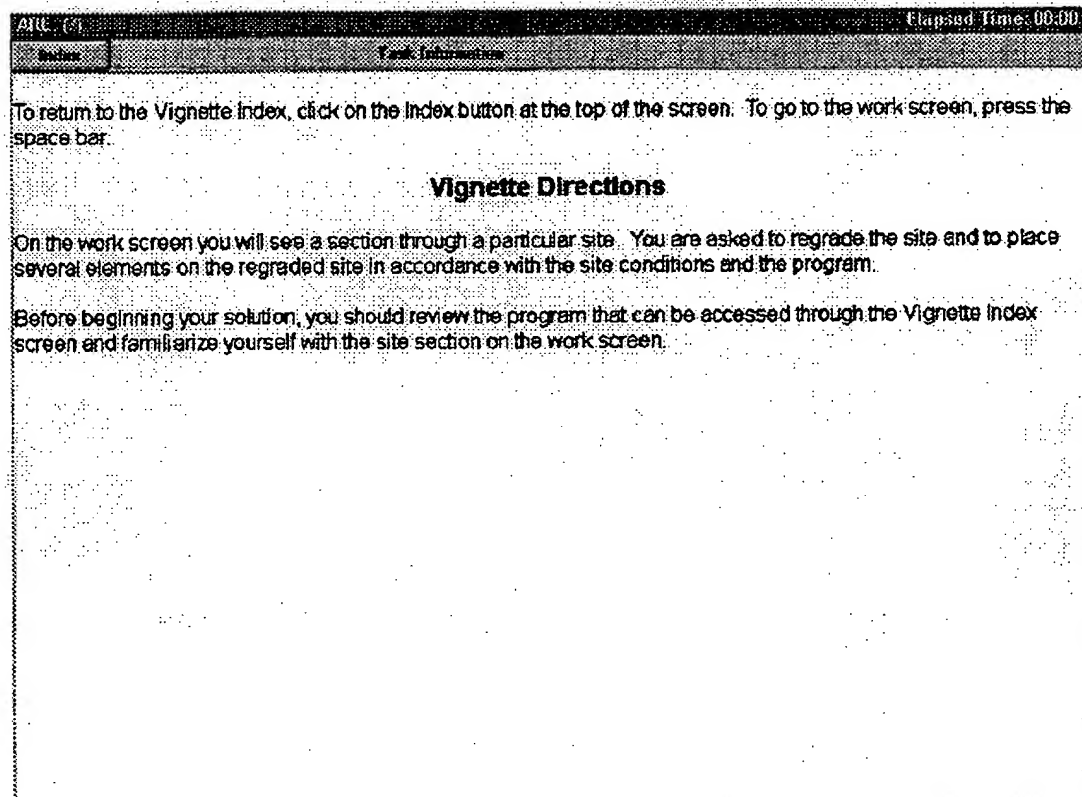 Elapsed Time: 00:00
Index
Task Information
To return to the Vignette Index, click on the Index button at the top of the screen. To go to the work screen, press the
space bar.
Vignette Directions
On the work screen you will see a section through a particular site. You are asked to regrade the site and to place
several elements on the regraded site in accordance with the site conditions and the program.
Before beginning your solution, you should review the program that can be accessed through the Vignette Index
screen and familiarize yourself with the site section on the work screen.